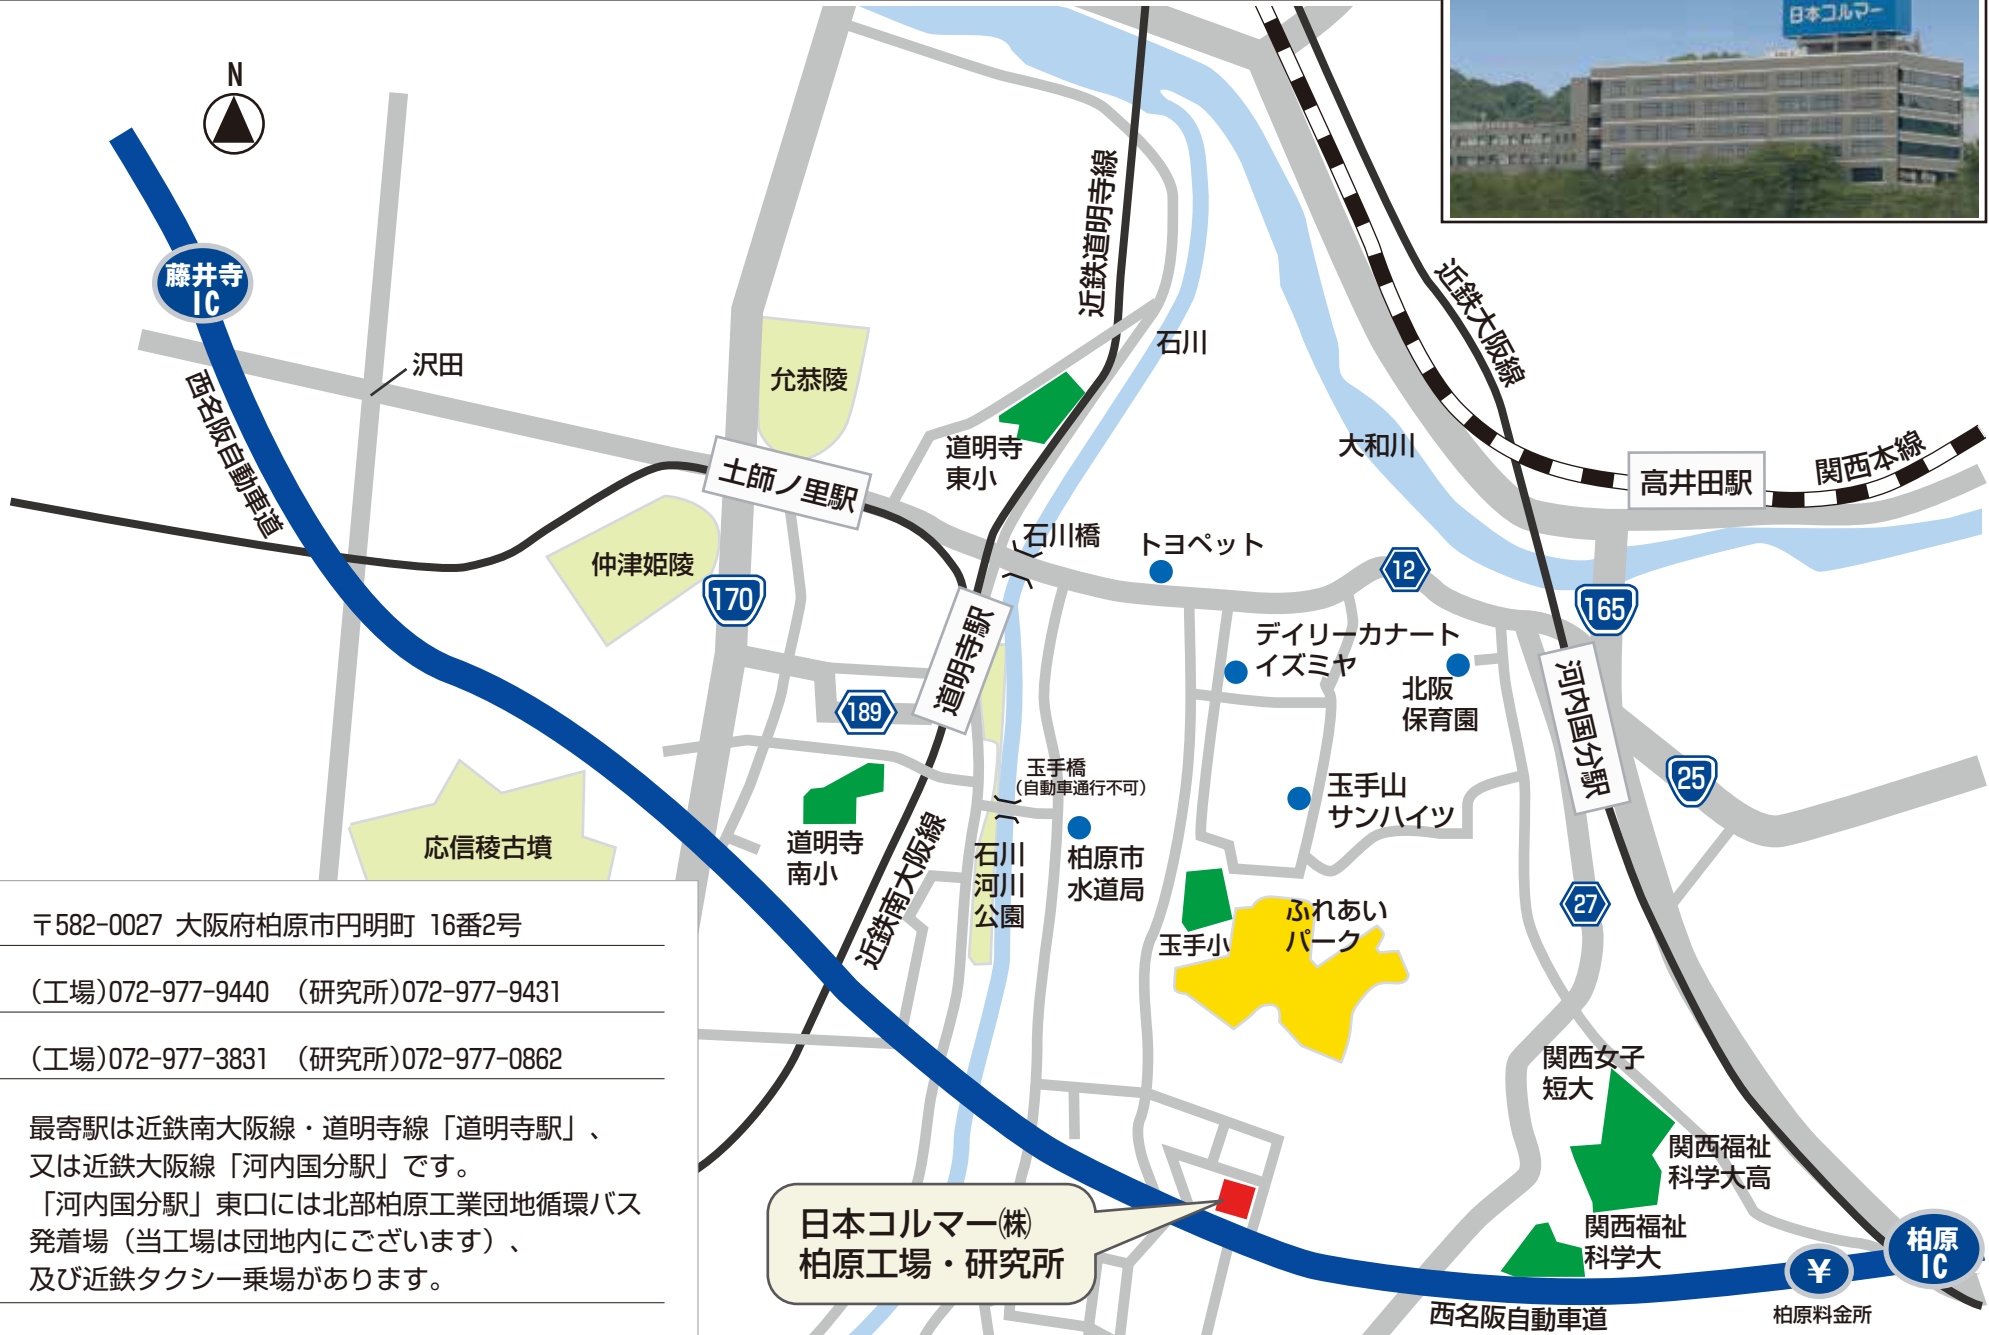 日本コルマー
N
藤井寺
IC
西名阪自動車道
沢田
允恭陵
土師ノ里駅
仲津姫陵
170
近鉄道明寺線
石川
道明寺
東小
石川橋
トヨペット
大和川
近鉄大阪線
高井田駅
関西本線
12
165
デイリーカナート
イズミヤ
北阪
保育園
河内国分駅
25
道明寺駅
189
玉手橋
(自動車通行不可)
玉手山
サンハイツ
道明寺
南小
近鉄南大阪線
石川
河川
公園
柏原市
水道局
応信稜古墳
玉手小
ふれあい
パーク
27
関西女子
短大
関西福祉
科学大高
関西福祉
科学大
柏原
IC
¥
柏原料金所
西名阪自動車道
日本コルマー㈱
柏原工場・研究所
〒582-0027 大阪府柏原市円明町 16番2号
(工場)072-977-9440 (研究所)072-977-9431
(工場)072-977-3831 (研究所)072-977-0862
最寄駅は近鉄南大阪線・道明寺線「道明寺駅」、
又は近鉄大阪線「河内国分駅」です。
「河内国分駅」東口には北部柏原工業団地循環バス
発着場（当工場は団地内にございます）、
及び近鉄タクシー乗場があります。